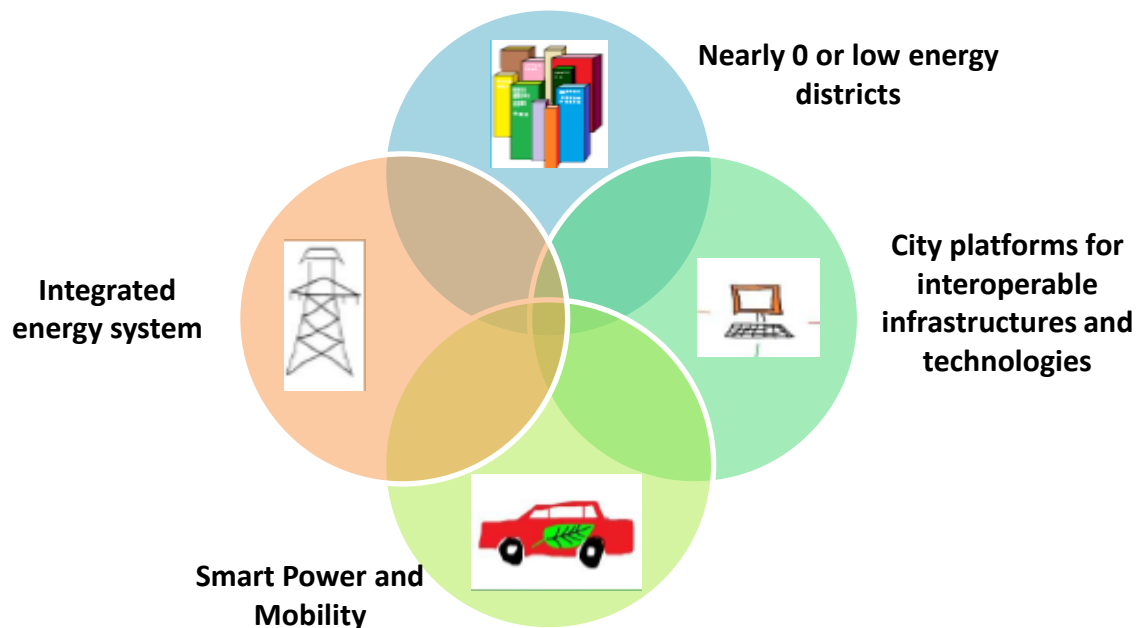 Nearly 0 or low energy
districts
City platforms for
interoperable
infrastructures and
technologies
Integrated
energy system
Smart Power and
Mobility